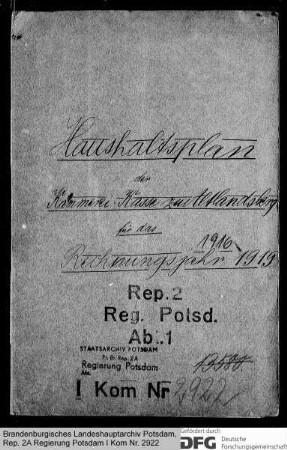 Haushaltsplan
der
Kämmerei-Kasse zu Altlandsberg
für das
1916
Rechnungsjahr 1919
Rep. 2
Reg. Potsd.
Abt. 1
STAATSARCHIV POTSDAM
Pr. Br. Rep. 2A
Regierung Potsdam
I Kom Nr 2922
Brandenburgisches Landeshauptarchiv Potsdam,
Rep. 2A Regierung Potsdam I Kom Nr. 2922
Gefördert durch
DFG Deutsche
Forschungsgemeinschaft